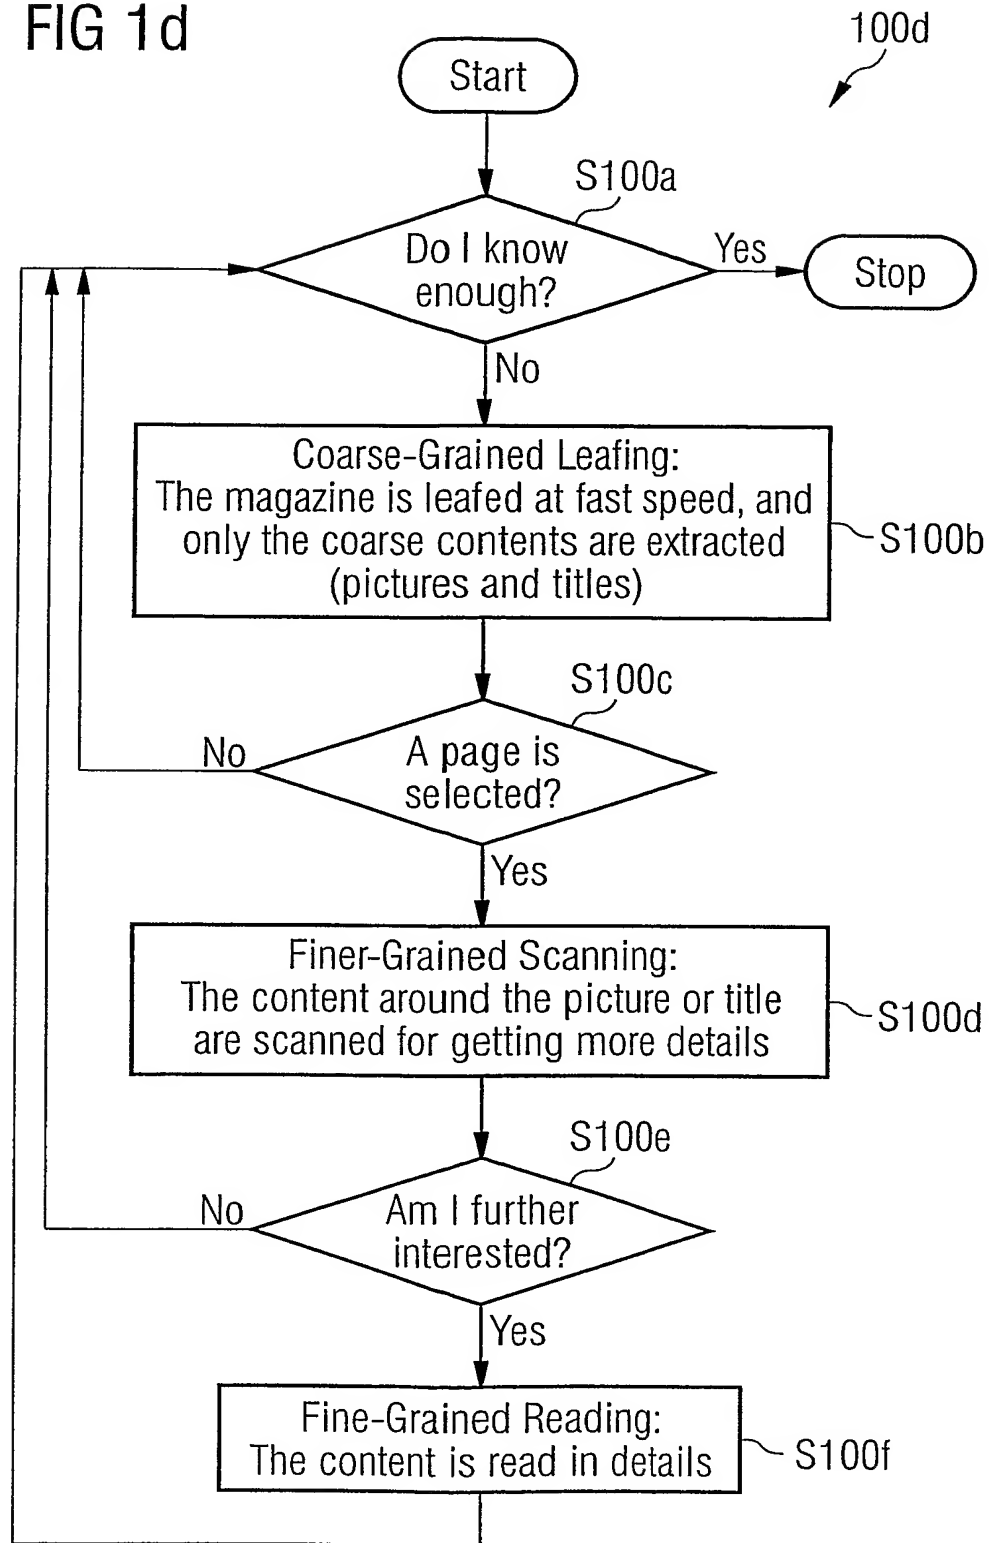 FIG 1d
100d
Start
S100a
Do I know
enough?
Yes
Stop
No
Coarse-Grained Leafing:
The magazine is leafed at fast speed, and
only the coarse contents are extracted
(pictures and titles)
S100b
S100c
A page is
selected?
No
Yes
Finer-Grained Scanning:
The content around the picture or title
are scanned for getting more details
S100d
S100e
Am I further
interested?
No
Yes
Fine-Grained Reading:
The content is read in details
S100f